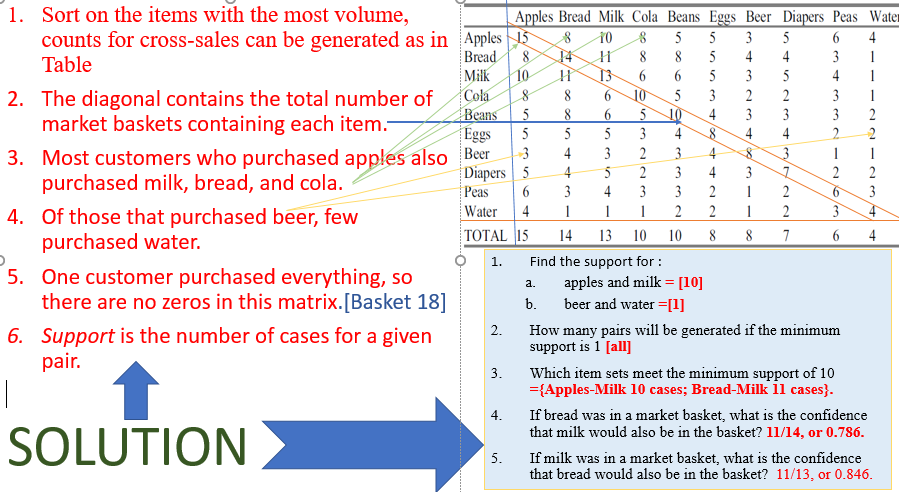 1. Sort on the items with the most volume,
counts for cross-sales can be generated as in
Table
2. The diagonal contains the total number of
market baskets containing each item.
3. Most customers who purchased apples also
purchased milk, bread, and cola.
4. Of those that purchased beer, few
purchased water.
5. One customer purchased everything, so
there are no zeros in this matrix.[Basket 18]
6. Support is the number of cases for a given
pair.
SOLUTION
Apples Bread Milk Cola Beans Eggs Beer Diapers Peas Water
Apples 15 8 10 8 5 5 3 5 6 4
Bread 8 14 11 8 8 5 4 4 3 1
Milk 10 11 13 6 6 5 3 5 4 1
Cola 8 8 6 10 5 3 2 2 3 1
Beans 5 8 6 5 10 4 3 3 3 2
Eggs 5 5 5 3 4 8 4 4 2 2
Beer 3 4 3 2 3 4 8 3 1 1
Diapers 5 4 5 2 3 4 3 7 2 2
Peas 6 3 4 3 3 2 1 2 6 3
Water 4 1 1 1 2 2 1 2 3 4
TOTAL 15 14 13 10 10 8 8 7 6 4
1. Find the support for :
a. apples and milk = [10]
b. beer and water =[1]
2. How many pairs will be generated if the minimum
support is 1 [all]
3. Which item sets meet the minimum support of 10
={Apples-Milk 10 cases; Bread-Milk 11 cases}.
4. If bread was in a market basket, what is the confidence
that milk would also be in the basket? 11/14, or 0.786.
5. If milk was in a market basket, what is the confidence
that bread would also be in the basket? 11/13, or 0.846.